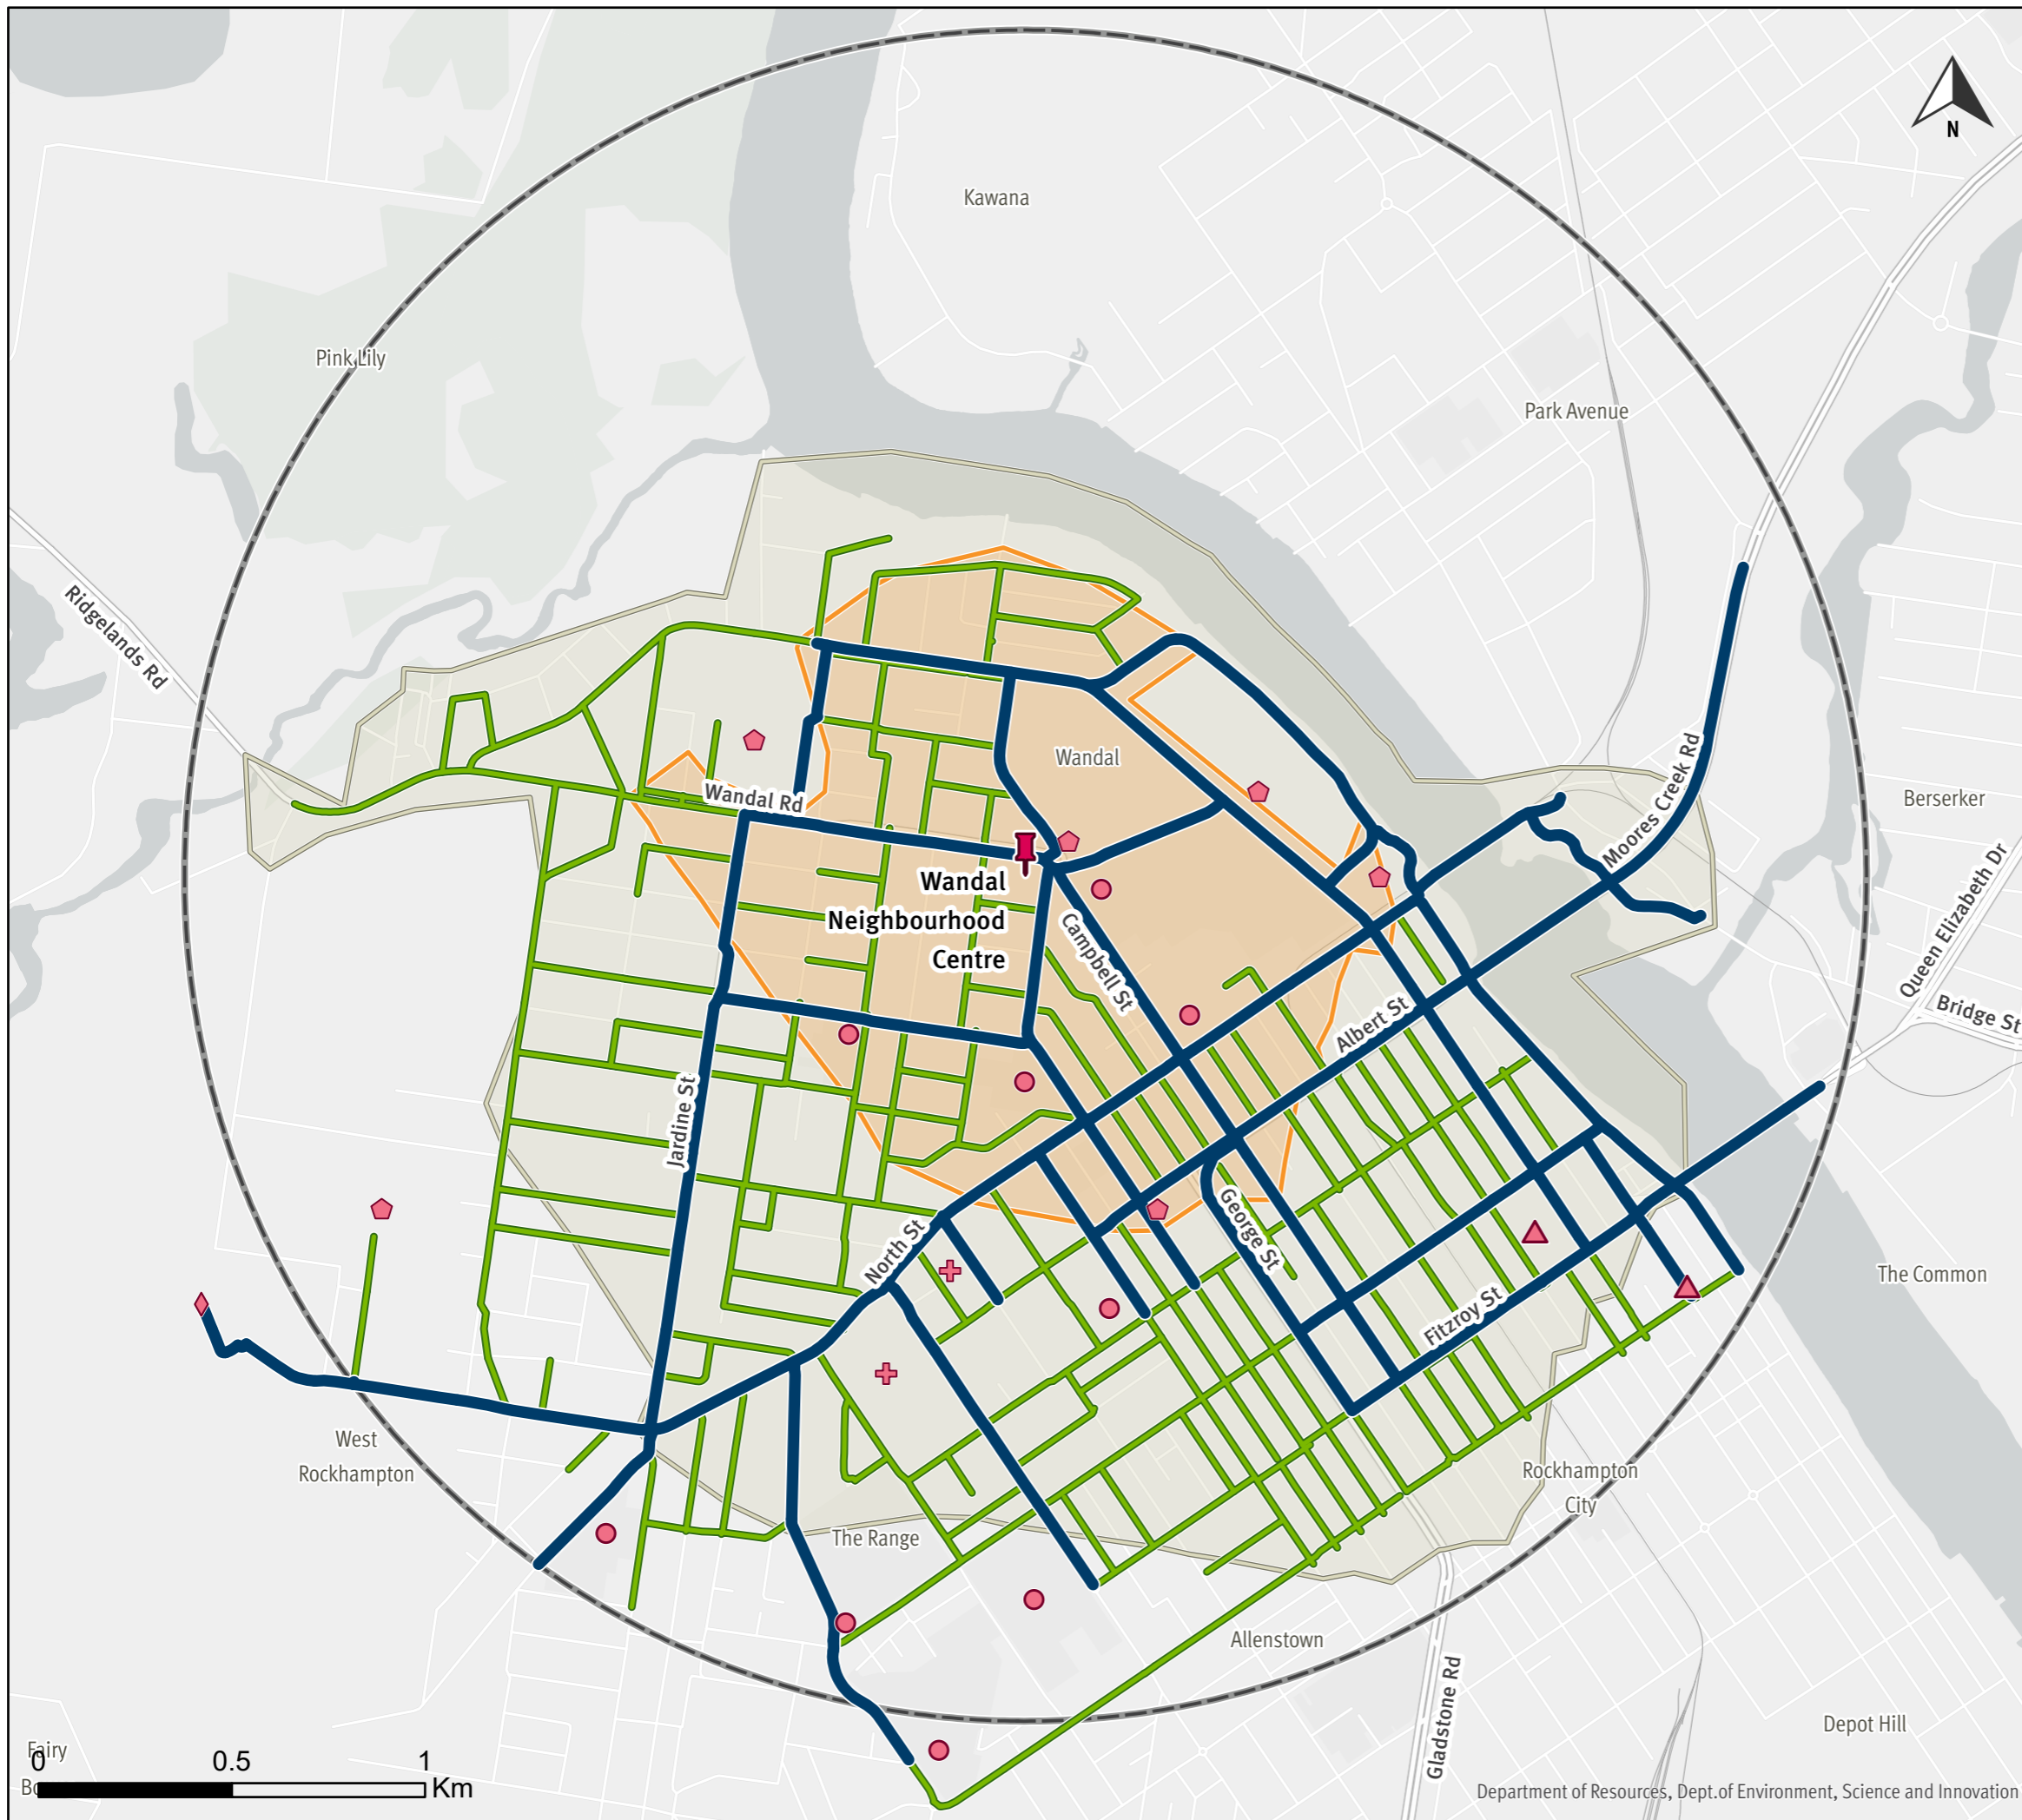 Kawana
N
Pink Lily
Park Avenue
Ridgelands Rd
Wandal
Wandal Rd
Moores Creek Rd
Berserker
Wandal
Neighbourhood
Centre
Campbell St
Queen Elizabeth Dr
Bridge St
Albert St
Jardine St
George St
North St
The Common
Fitzroy St
West
Rockhampton
Rockhampton
City
The Range
Allenstown
Gladstone Rd
Depot Hill
Fairy
0 0.5 1
Km
Department of Resources, Dept.of Environment, Science and Innovation